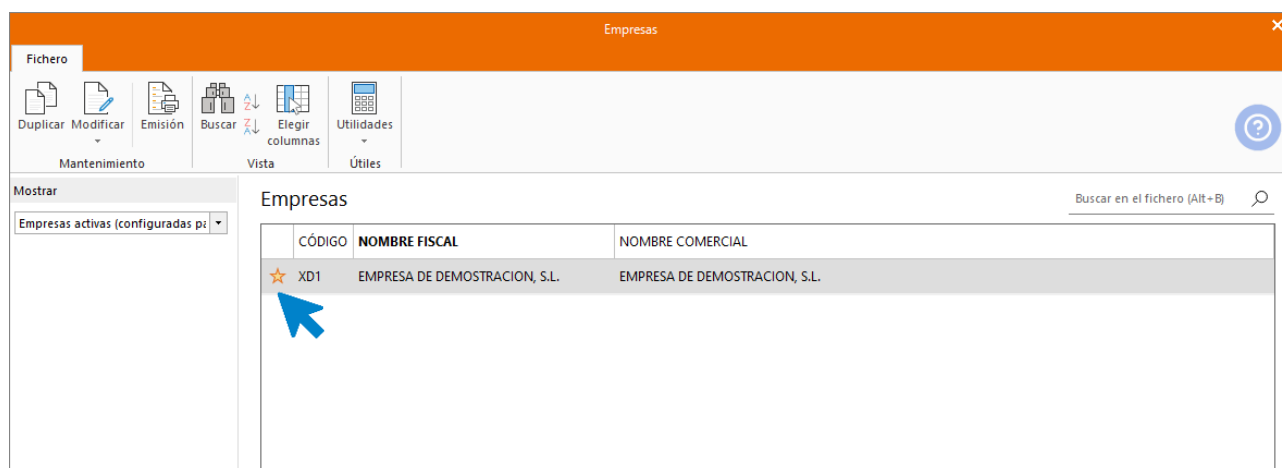 Empresas
Fichero
Duplicar Modificar Emisión Buscar Elegir columnas Utilidades
Mantenimiento Vista Útiles
Mostrar
Empresas activas (configuradas pa
Empresas
Buscar en el fichero (Alt+B)
CÓDIGO NOMBRE FISCAL NOMBRE COMERCIAL
XD1 EMPRESA DE DEMOSTRACION, S.L. EMPRESA DE DEMOSTRACION, S.L.